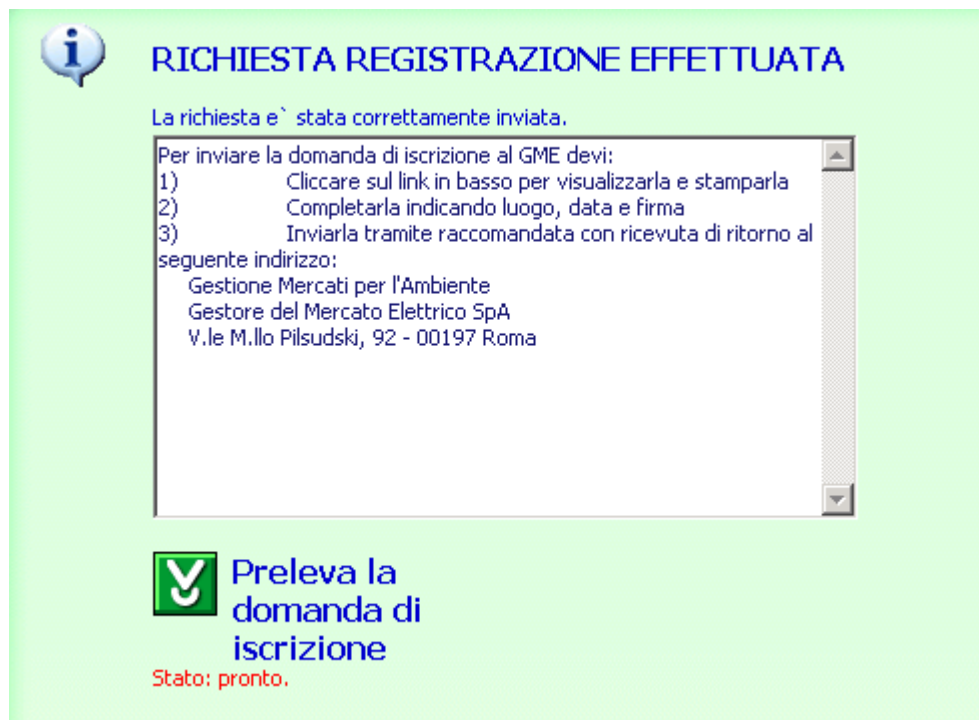 RICHIESTA REGISTRAZIONE EFFETTUATA
La richiesta e` stata correttamente inviata.
Per inviare la domanda di iscrizione al GME devi:
1) Cliccare sul link in basso per visualizzarla e stamparla
2) Completarla indicando luogo, data e firma
3) Inviarla tramite raccomandata con ricevuta di ritorno al
seguente indirizzo:
Gestione Mercati per l'Ambiente
Gestore del Mercato Elettrico SpA
V.le M.llo Pilsudski, 92 - 00197 Roma
Preleva la
domanda di
iscrizione
Stato: pronto.